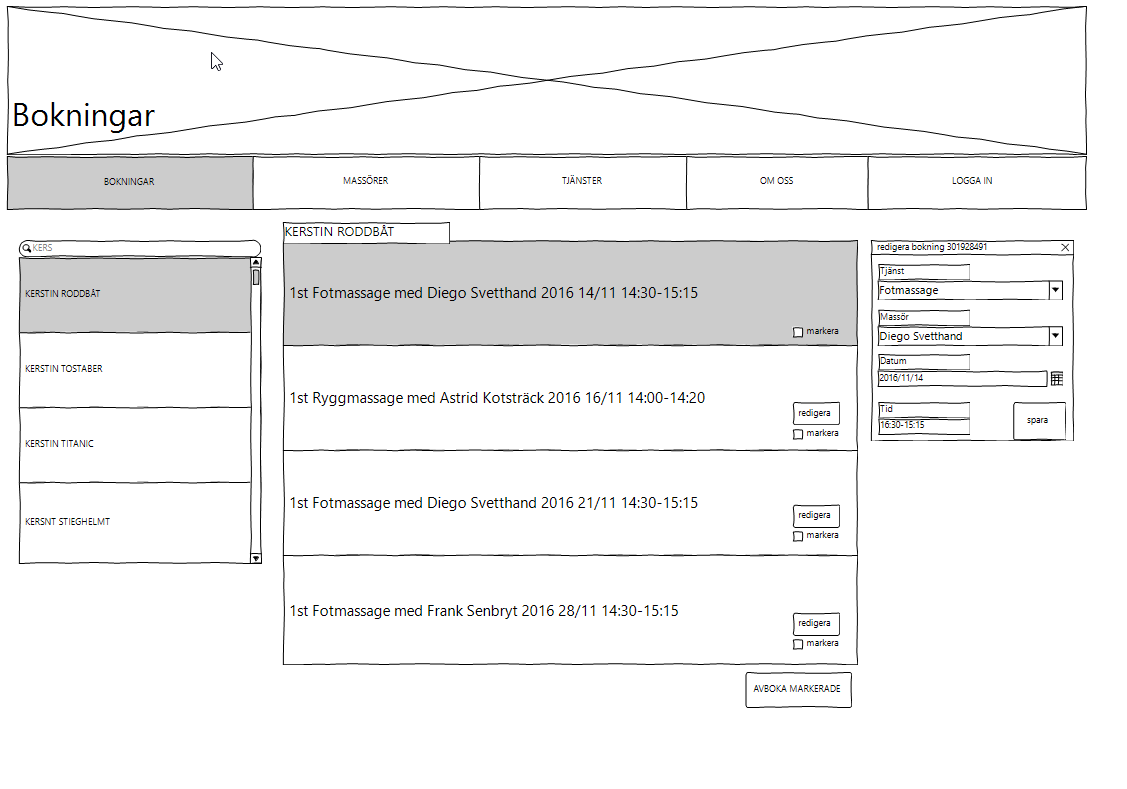 Bokningar
BOKNINGAR
MASSÖRER
TJÄNSTER
OM OSS
LOGGA IN
KERS
KERSTIN RODDBÅT
KERSTIN TOSTABER
KERSTIN TITANIC
KERSNT STIEGHELMT
KERSTIN RODDBÅT
1st Fotmassage med Diego Svetthand 2016 14/11 14:30-15:15
markera
1st Ryggmassage med Astrid Kotsträck 2016 16/11 14:00-14:20
redigera
markera
1st Fotmassage med Diego Svetthand 2016 21/11 14:30-15:15
redigera
markera
1st Fotmassage med Frank Senbryt 2016 28/11 14:30-15:15
redigera
markera
AVBOKA MARKERADE
redigera bokning 301928491
Tjänst
Fotmassage
Massör
Diego Svetthand
Datum
2016/11/14
Tid
16:30-15:15
spara